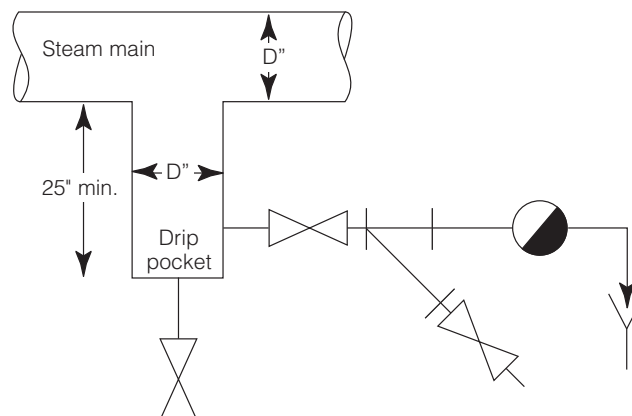 Steam main
D”
25" min.
D”
Drip
pocket